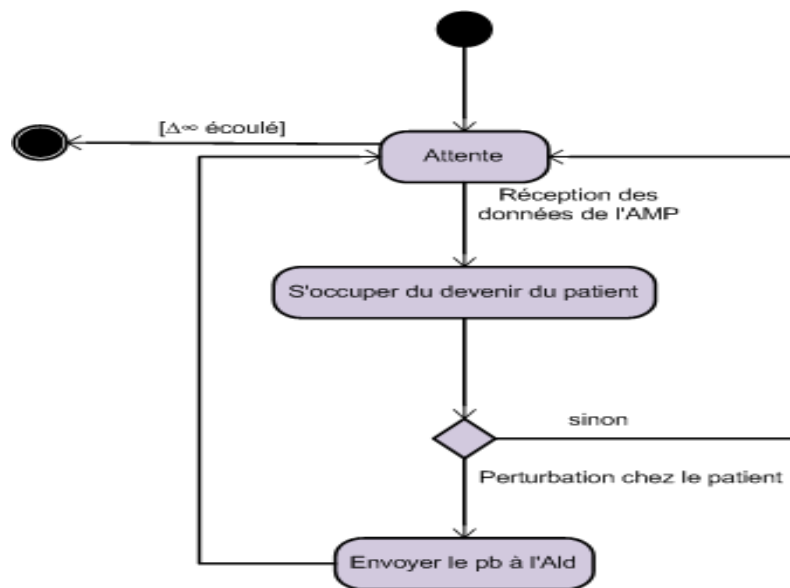 [Δ∞ écoulé]
Attente
Réception des
données de l'AMP
S'occuper du devenir du patient
sinon
Perturbation chez le patient
Envoyer le pb à l'AId